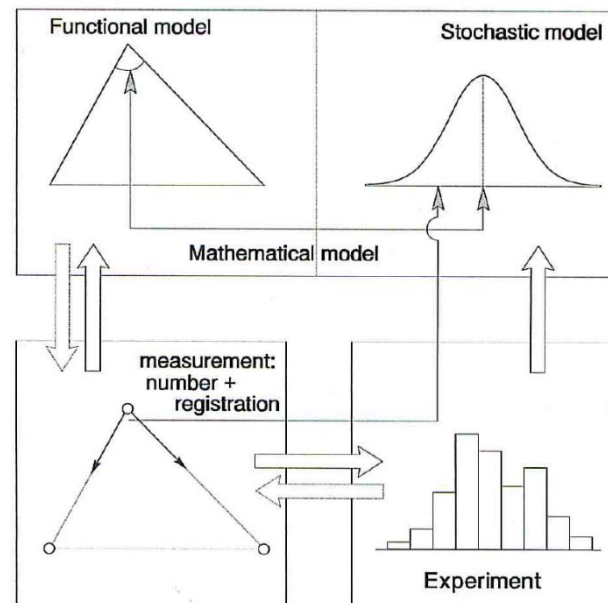 Functional model
Stochastic model
Mathematical model
measurement:
number +
registration
Experiment